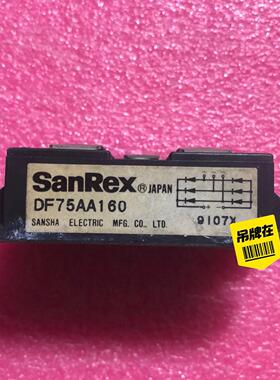 SanRex® JAPAN
DF75AA160
SANSHA ELECTRIC MFG. CO., LTD.
9107X
吊牌在